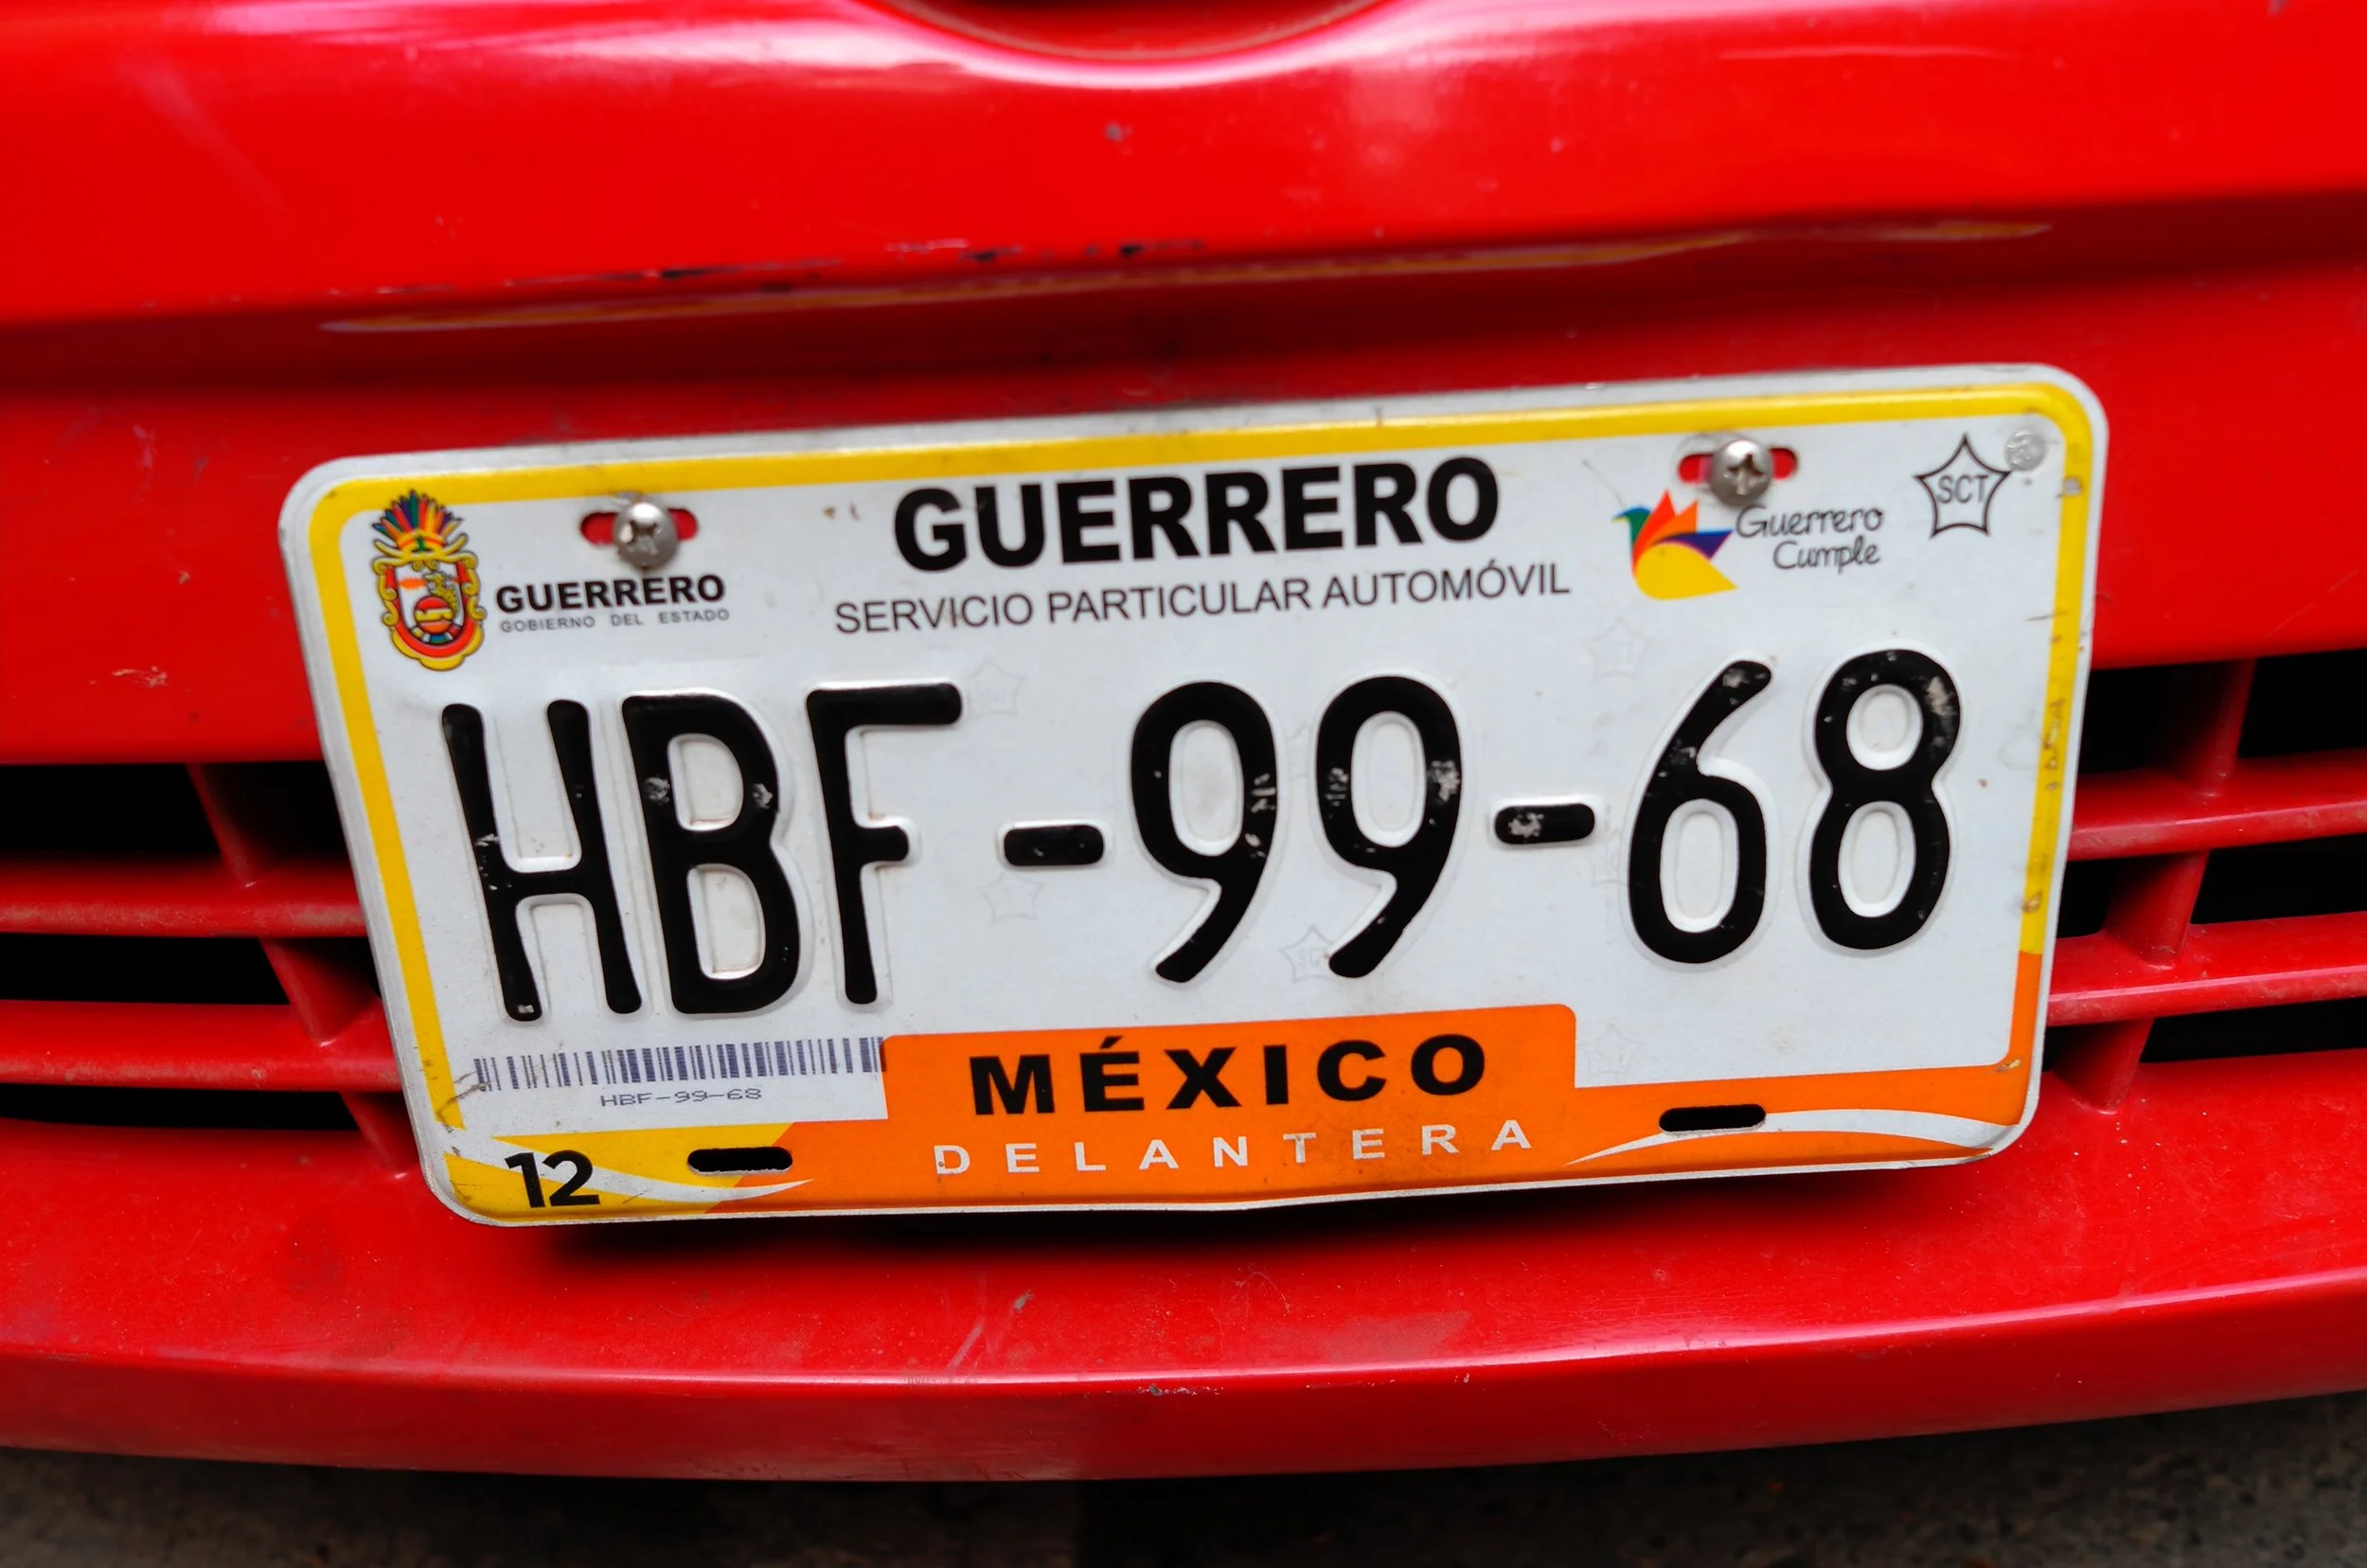 GUERRERO
GOBIERNO DEL ESTADO
GUERRERO
SERVICIO PARTICULAR AUTOMÓVIL
Guerrero
Cumple
SCT
HBF-99-68
HBF-99-68
MÉXICO
DELANTERA
12